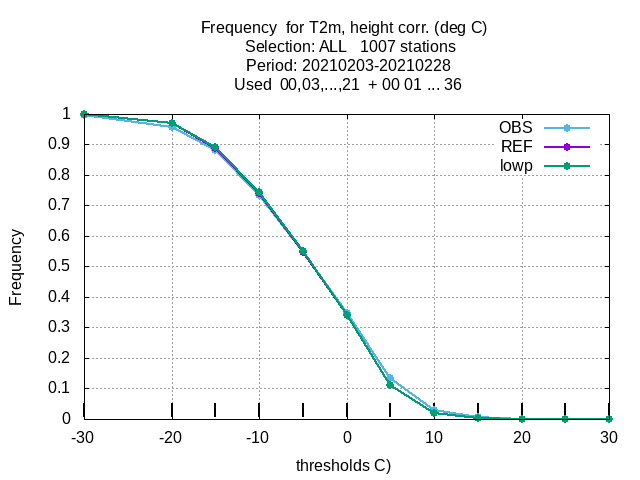 Frequency  for T2m, height corr. (deg C)
Selection: ALL   1007 stations
Period: 20210203-20210228
Used  00,03,...,21  + 00 01 ... 36
OBS
REF
lowp
1
0.9
0.8
0.7
0.6
0.5
0.4
0.3
0.2
0.1
0
Frequency
-30
-20
-10
0
10
20
30
thresholds C)